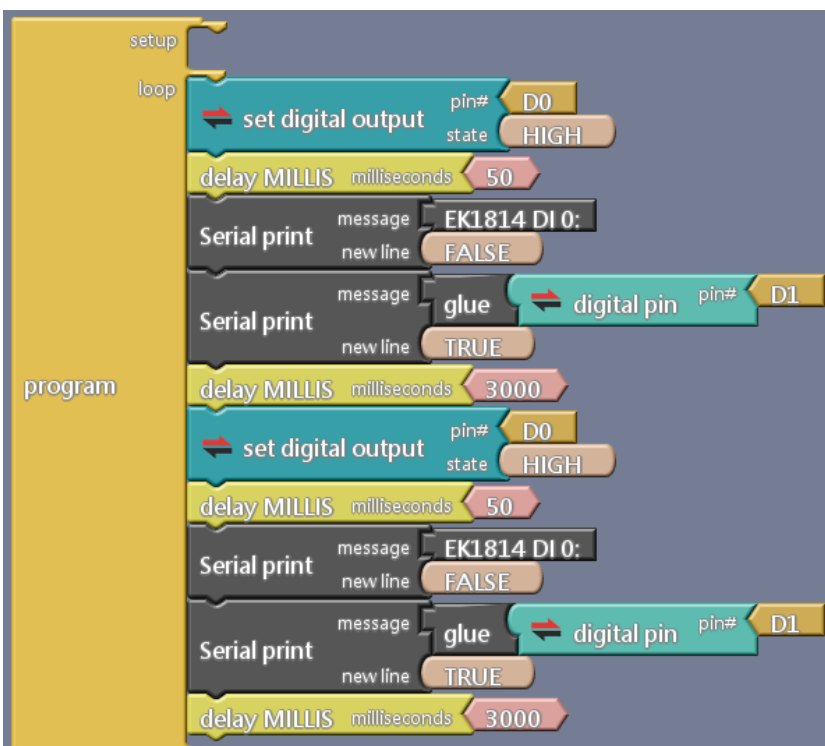 setup
loop
set digital output pin# D0
state HIGH
delay MILLIS milliseconds 50
Serial print message EK1814 DI 0:
new line FALSE
Serial print message glue digital pin pin# D1
new line TRUE
program
delay MILLIS milliseconds 3000
set digital output pin# D0
state HIGH
delay MILLIS milliseconds 50
Serial print message EK1814 DI 0:
new line FALSE
Serial print message glue digital pin pin# D1
new line TRUE
delay MILLIS milliseconds 3000